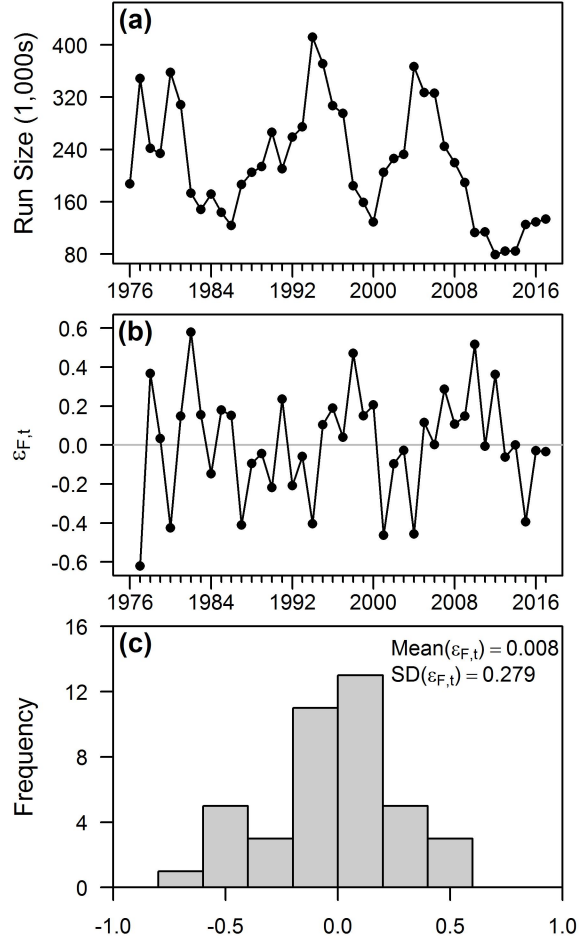 (a)
Run Size (1,000s)
400
320
240
160
80
1976 1984 1992 2000 2008 2016
(b)
εF,t
0.6
0.4
0.2
0.0
-0.2
-0.4
-0.6
1976 1984 1992 2000 2008 2016
(c)
Mean(εF,t) = 0.008
SD(εF,t) = 0.279
Frequency
16
12
8
4
0
-1.0 -0.5 0.0 0.5 1.0